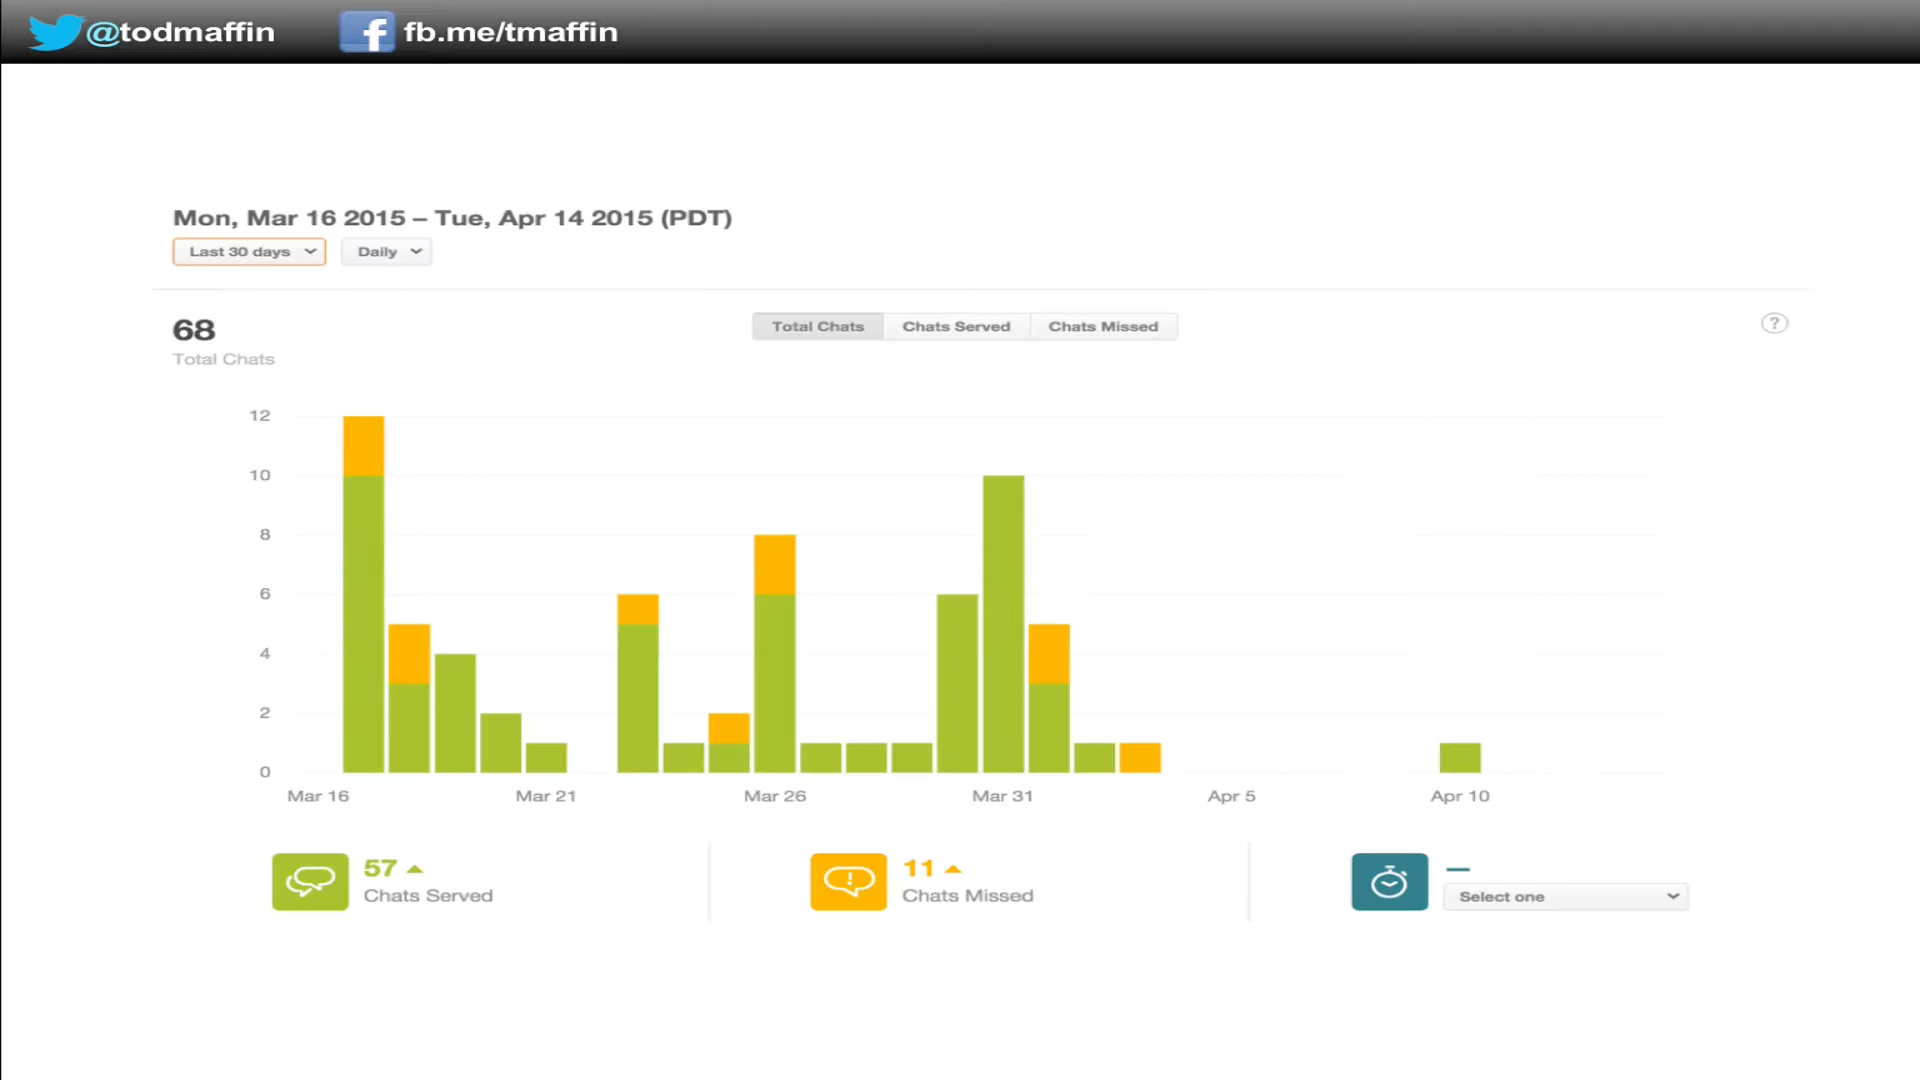 @todmaffin fb.me/tmaffin
Mon, Mar 16 2015 – Tue, Apr 14 2015 (PDT)
Last 30 days Daily
68
Total Chats
Total Chats Chats Served Chats Missed
?
12
10
8
6
4
2
0
Mar 16 Mar 21 Mar 26 Mar 31 Apr 5 Apr 10
57
Chats Served
11
Chats Missed
–
Select one